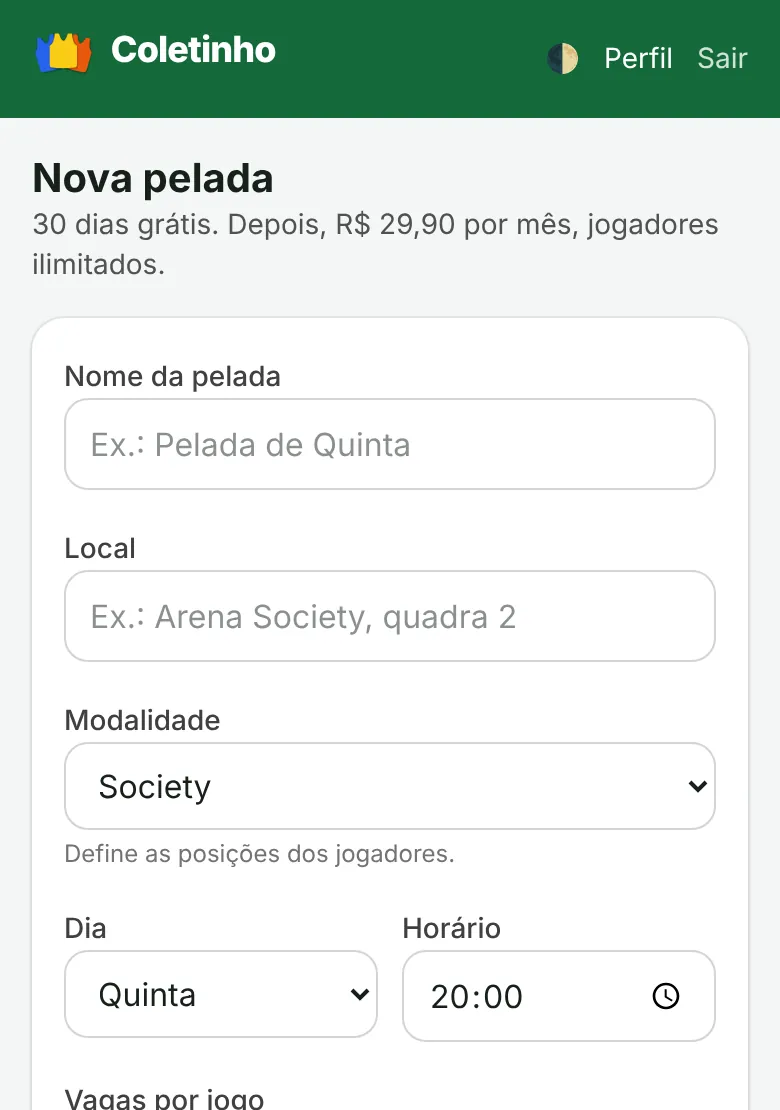 Coletinho
Perfil
Sair
Nova pelada
30 dias grátis. Depois, R$ 29,90 por mês, jogadores
ilimitados.
Nome da pelada
Ex.: Pelada de Quinta
Local
Ex.: Arena Society, quadra 2
Modalidade
Society
Define as posições dos jogadores.
Dia
Horário
Quinta
20:00
Vagas por jogo